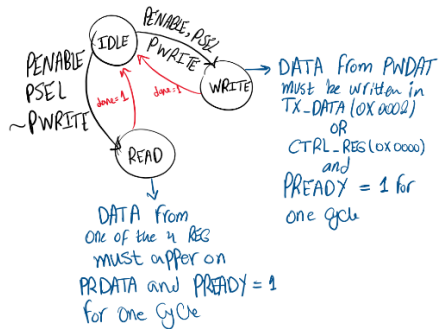 IDLE
PENABLE, PSEL
PWRITE
PENABLE
PSEL
~PWRITE
done=1
done=1
WRITE
READ
DATA from PWDAT
must be written in
TX_DATA (0X0001)
OR
CTRL_REG (0X0000)
and
PREADY = 1 for
one cycle
DATA from
one of the 4 REG
must apper on
PRDATA and PREADY = 1
for one cycle